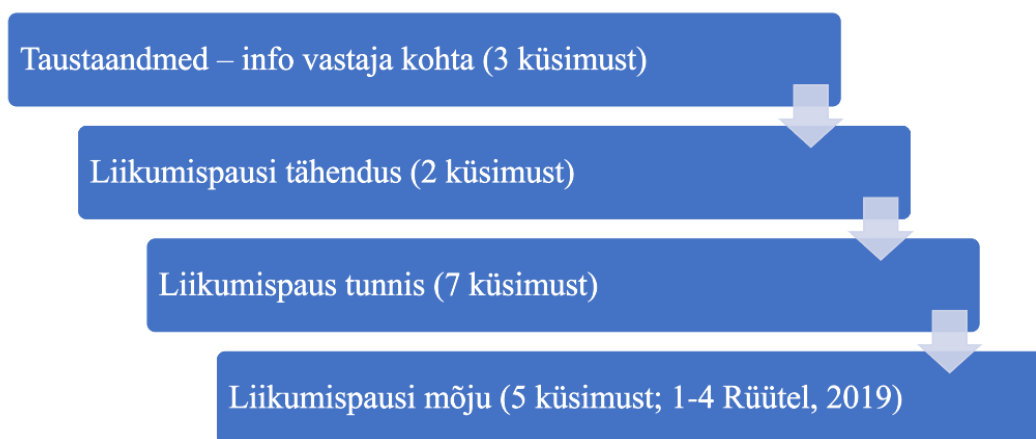 Taustaandmed – info vastaja kohta (3 küsimust)
Liikumispausi tähendus (2 küsimust)
Liikumispaus tunnis (7 küsimust)
Liikumispausi mõju (5 küsimust; 1-4 Rüütel, 2019)